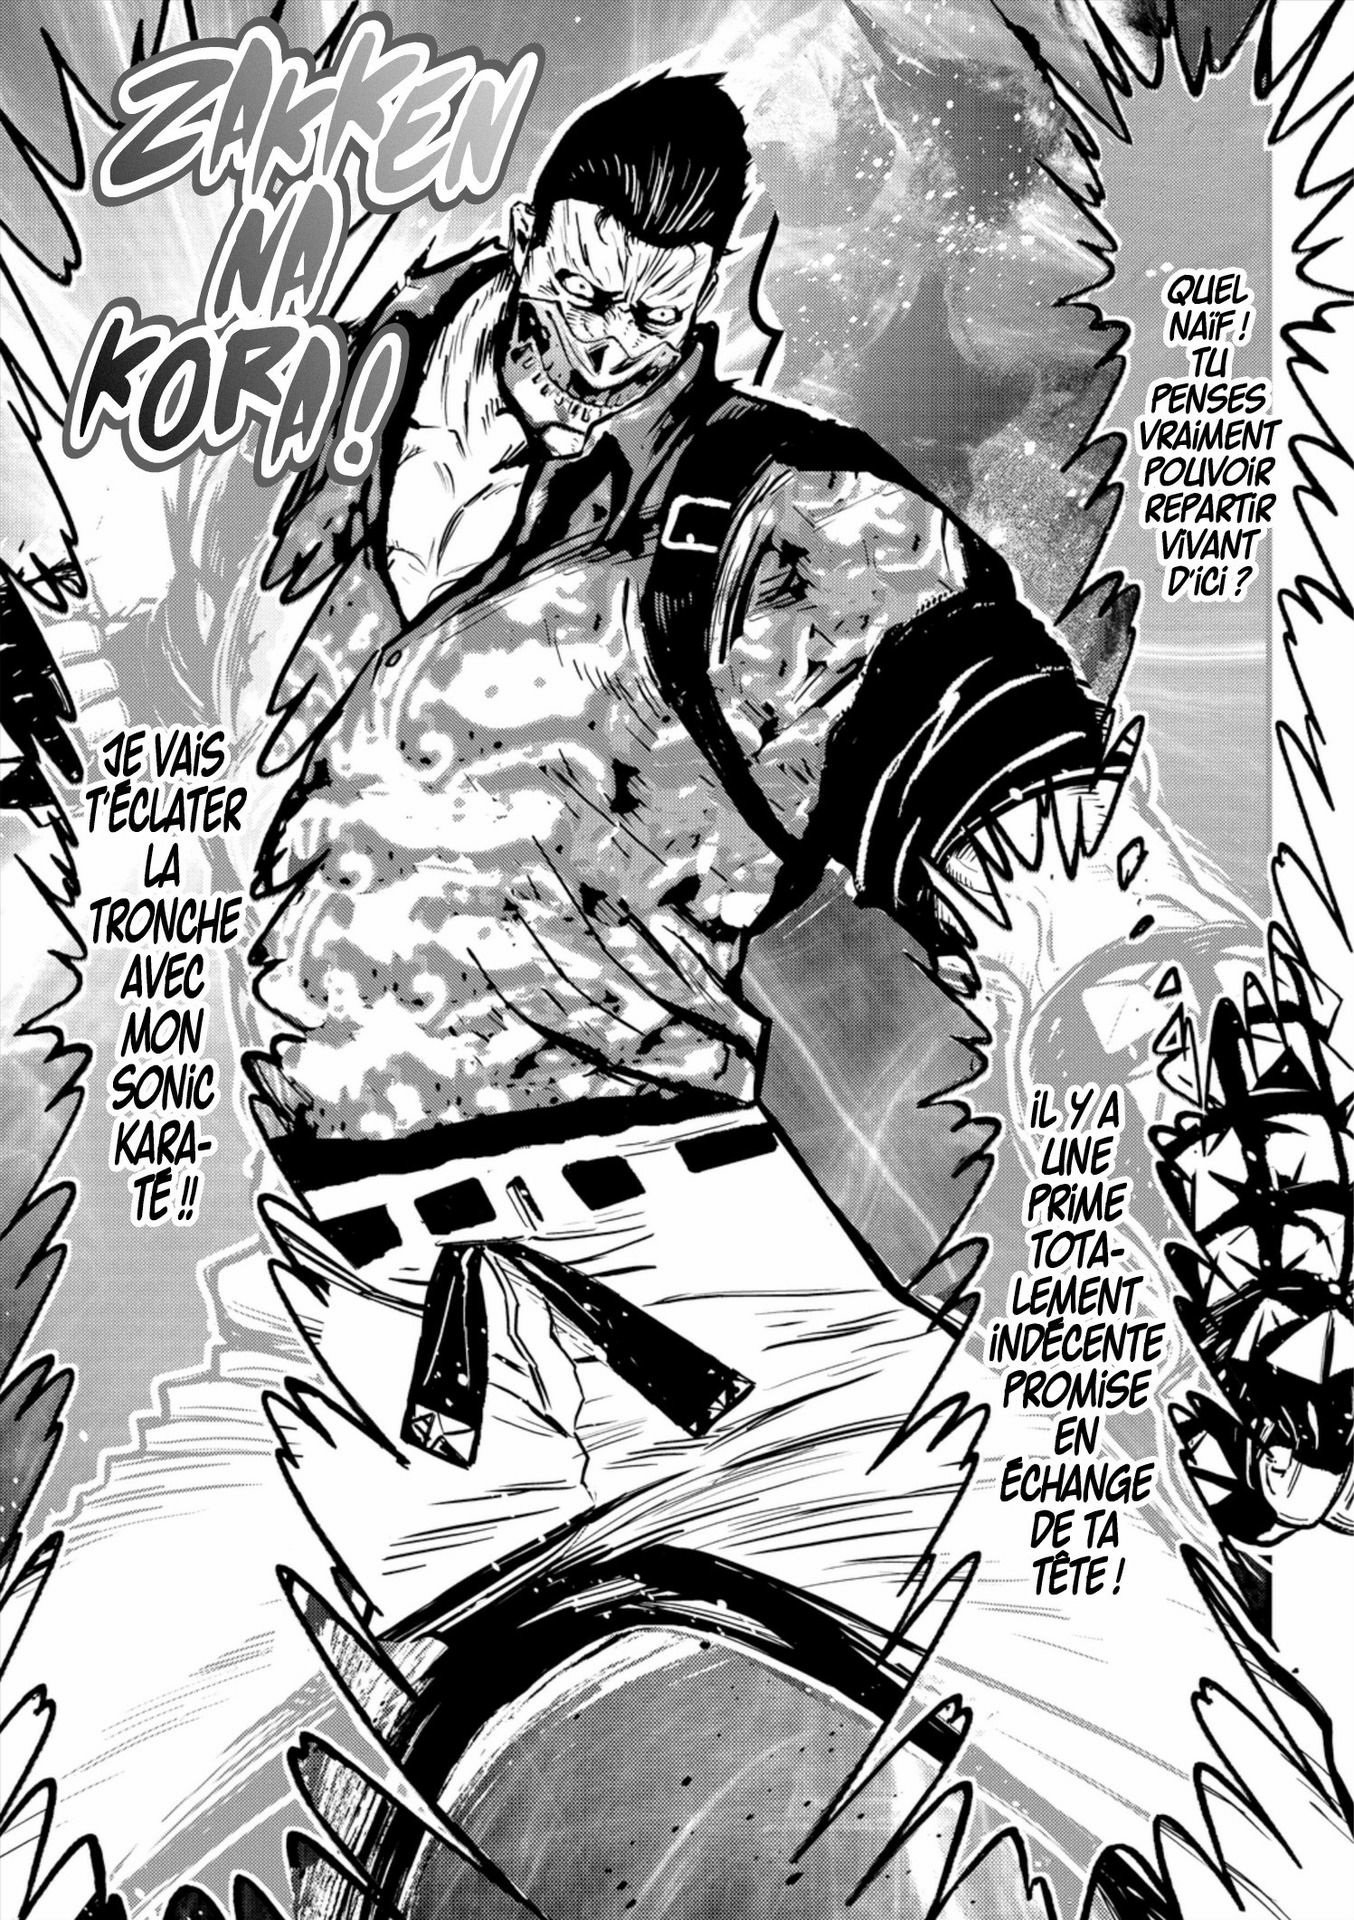 QUEL
NAÏF !
TU
PENSES
VRAIMENT
POUVOIR
REPARTIR
VIVANT
D'ICI ?
IL Y A
UNE
PRIME
TOTA-
LEMENT
INDÉCENTE
PROMISE
EN
ÉCHANGE
DE TA
TÊTE !
ZAKKEN
NA
KORA !
JE VAIS
T'ÉCLATER
LA
TRONCHE
AVEC
MON
SONIC
KARA-
TÉ !!